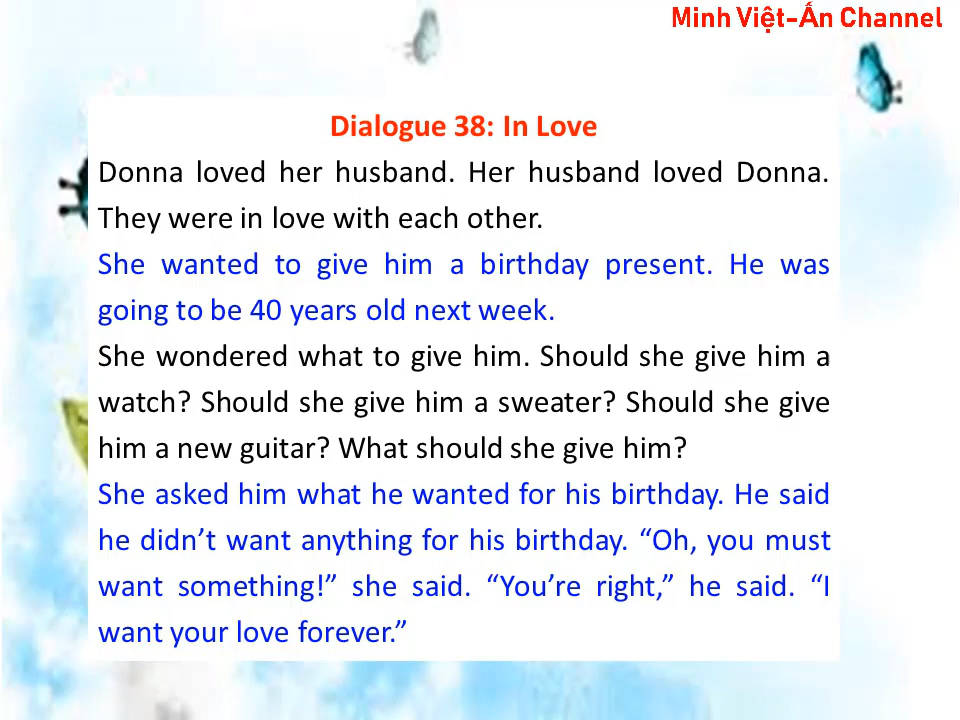 Minh Việt-Ấn Channel
Dialogue 38: In Love
Donna loved her husband. Her husband loved Donna.
They were in love with each other.
She wanted to give him a birthday present. He was
going to be 40 years old next week.
She wondered what to give him. Should she give him a
watch? Should she give him a sweater? Should she give
him a new guitar? What should she give him?
She asked him what he wanted for his birthday. He said
he didn’t want anything for his birthday. “Oh, you must
want something!” she said. “You’re right,” he said. “I
want your love forever.”